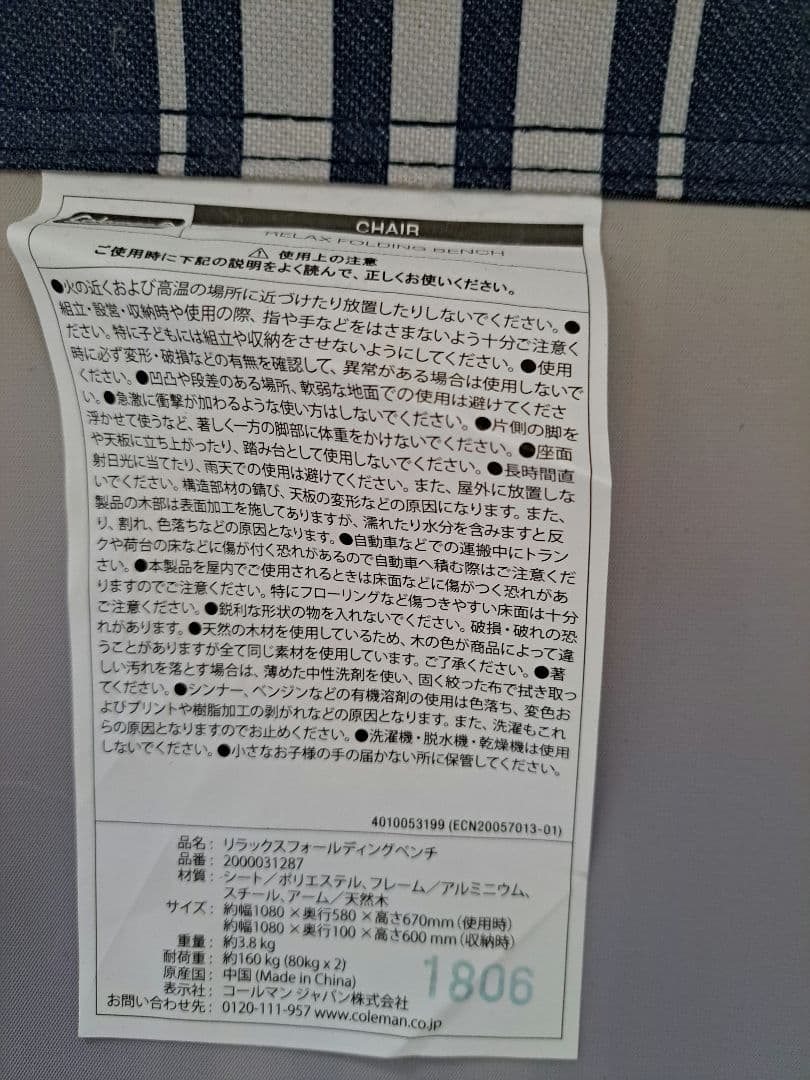 Coleman
CHAIR
RELAX FOLDING BENCH
⚠ 使用上の注意
ご使用時に下記の説明をよく読んで、正しくお使いください。
●火の近くおよび高温の場所に近づけたり放置したりしないでください。●
組立・設営・収納時や使用の際、指や手などをはさまないよう十分ご注意く
ださい。特に子どもには組立や収納をさせないようにしてください。●使用
時に必ず変形・破損などの有無を確認して、異常がある場合は使用しないで
ください。●凹凸や段差のある場所、軟弱な地面での使用は避けてくださ
い。●急激に衝撃が加わるような使い方はしないでください。●片側の脚を
浮かせて使うなど、著しく一方の脚部に体重をかけないでください。●座面
や天板に立ち上がったり、踏み台として使用しないでください。●長時間直
射日光に当てたり、雨天での使用は避けてください。また、屋外に放置しな
いでください。構造部材の錆び、天板の変形などの原因になります。また、
製品の木部は表面加工を施してありますが、濡れたり水分を含みますと反
り、割れ、色落ちなどの原因となります。●自動車などでの運搬中にトラン
クや荷台の床などに傷が付く恐れがあるので自動車へ積む際はご注意くだ
さい。●本製品を屋内でご使用されるときは床面などに傷がつく恐れがあ
りますのでご注意ください。特にフローリングなど傷つきやすい床面は十分
ご注意ください。●鋭利な形状の物を入れないでください。破損・破れの恐
れがあります。●天然の木材を使用しているため、木の色が商品によって違
うことがありますが全て同じ素材を使用しています。ご了承ください。●著
しい汚れを落とす場合は、薄めた中性洗剤を使い、固く絞った布で拭き取っ
てください。●シンナー、ベンジンなどの有機溶剤の使用は色落ち、変色お
よびプリントや樹脂加工の剥がれなどの原因となります。また、洗濯もこれ
らの原因となりますのでお止めください。●洗濯機・脱水機・乾燥機は使用
しないでください。●小さなお子様の手の届かない所に保管してください。
4010053199 (ECN20057013-01)
品名：リラックスフォールディングベンチ
品番：2000031287
材質：シート／ポリエステル、フレーム／アルミニウム、
スチール、アーム／天然木
サイズ：約幅1080×奥行580×高さ670mm（使用時）
約幅1080×奥行100×高さ600mm（収納時）
重量：約3.8kg
耐荷重：約160kg (80kg x 2)
原産国：中国 (Made in China)
表示社：コールマン ジャパン株式会社
お問い合わせ先：0120-111-957 www.coleman.co.jp
1806